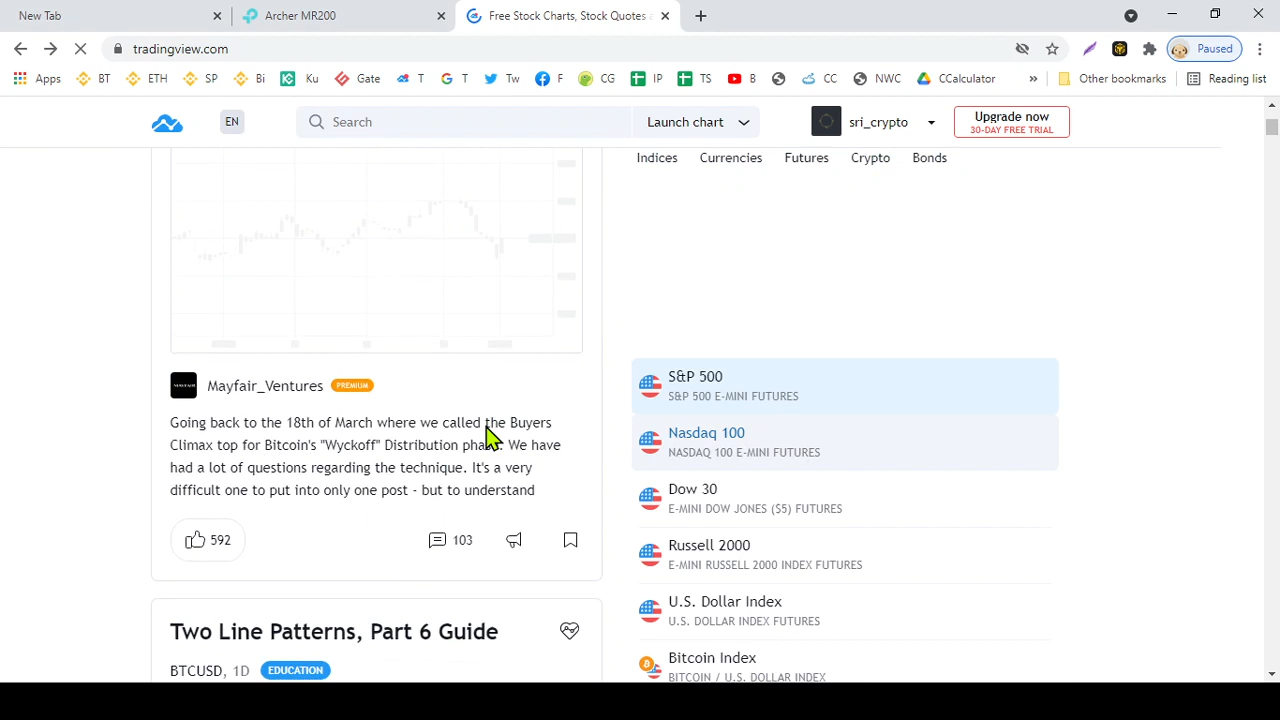 New Tab
Archer MR200
Free Stock Charts, Stock Quotes a
tradingview.com
Paused
Apps BT ETH SP Bi Ku Gate T T Tw F CG IP TS B CC NWC CCalculator » Other bookmarks Reading list
EN
Search
Launch chart
sri_crypto
Upgrade now
30-DAY FREE TRIAL
Indices Currencies Futures Crypto Bonds
Mayfair_Ventures PREMIUM
Going back to the 18th of March where we called the Buyers
Climax top for Bitcoin's "Wyckoff" Distribution phase. We have
had a lot of questions regarding the technique. It's a very
difficult one to put into only one post - but to understand
592
103
Two Line Patterns, Part 6 Guide
BTCUSD, 1D EDUCATION
S&P 500
S&P 500 E-MINI FUTURES
Nasdaq 100
NASDAQ 100 E-MINI FUTURES
Dow 30
E-MINI DOW JONES ($5) FUTURES
Russell 2000
E-MINI RUSSELL 2000 INDEX FUTURES
U.S. Dollar Index
U.S. DOLLAR INDEX FUTURES
Bitcoin Index
BITCOIN / U.S. DOLLAR INDEX